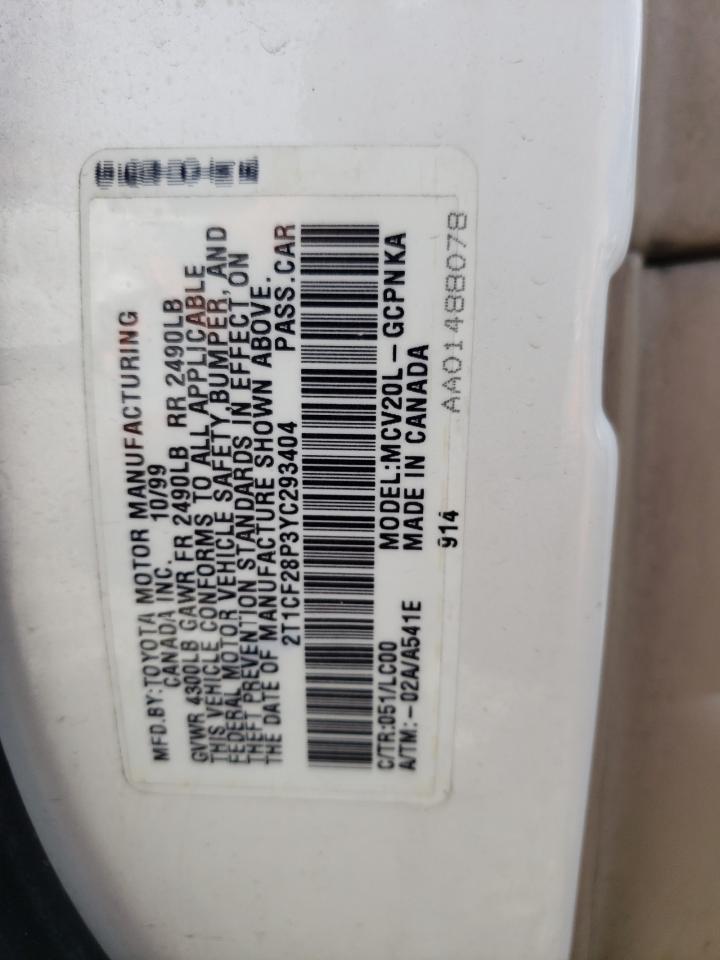 MFD.BY:TOYOTA MOTOR MANUFACTURING
CANADA INC. 10/99
GVWR 4300LB GAWR FR 2490LB RR 2490LB
THIS VEHICLE CONFORMS TO ALL APPLICABLE
FEDERAL MOTOR VEHICLE SAFETY,BUMPER, AND
THEFT PREVENTION STANDARDS IN EFFECT ON
THE DATE OF MANUFACTURE SHOWN ABOVE.
2T1CF28P3YC293404 PASS.CAR
C/TR:051/LC00 MODEL:MCV20L-GCPNKA
A/TM:-02A/A541E MADE IN CANADA
914 AA01488078